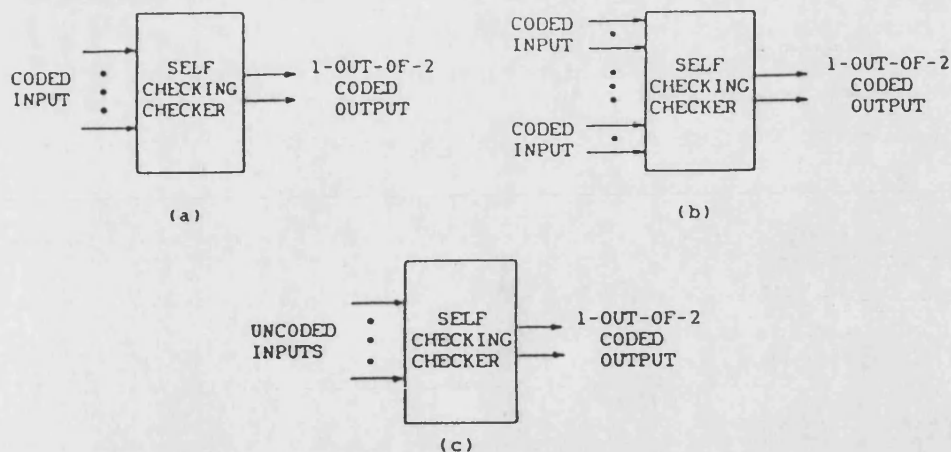 CODED
INPUT
SELF
CHECKING
CHECKER
1-OUT-OF-2
CODED
OUTPUT
(a)
CODED
INPUT
CODED
INPUT
SELF
CHECKING
CHECKER
1-OUT-OF-2
CODED
OUTPUT
(b)
UNCODED
INPUTS
SELF
CHECKING
CHECKER
1-OUT-OF-2
CODED
OUTPUT
(c)